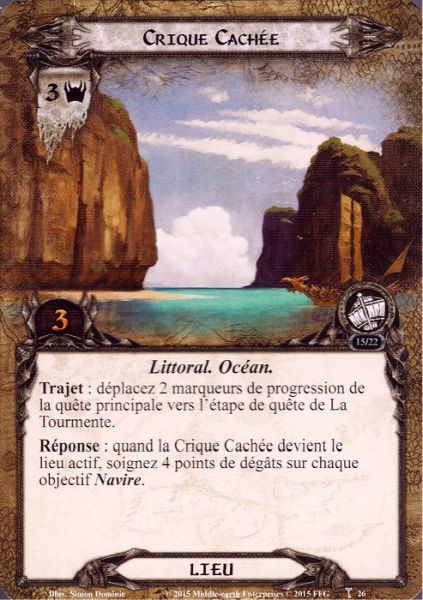 Crique Cachée
3
3
15/22
Littoral. Océan.
Trajet : déplacez 2 marqueurs de progression de
la quête principale vers l'étape de quête de La
Tourmente.
Réponse : quand la Crique Cachée devient le
lieu actif, soignez 4 points de dégâts sur chaque
objectif Navire.
LIEU
Illus. Simon Dominic
© 2015 Middle-earth Enterprises © 2015 FFG
26